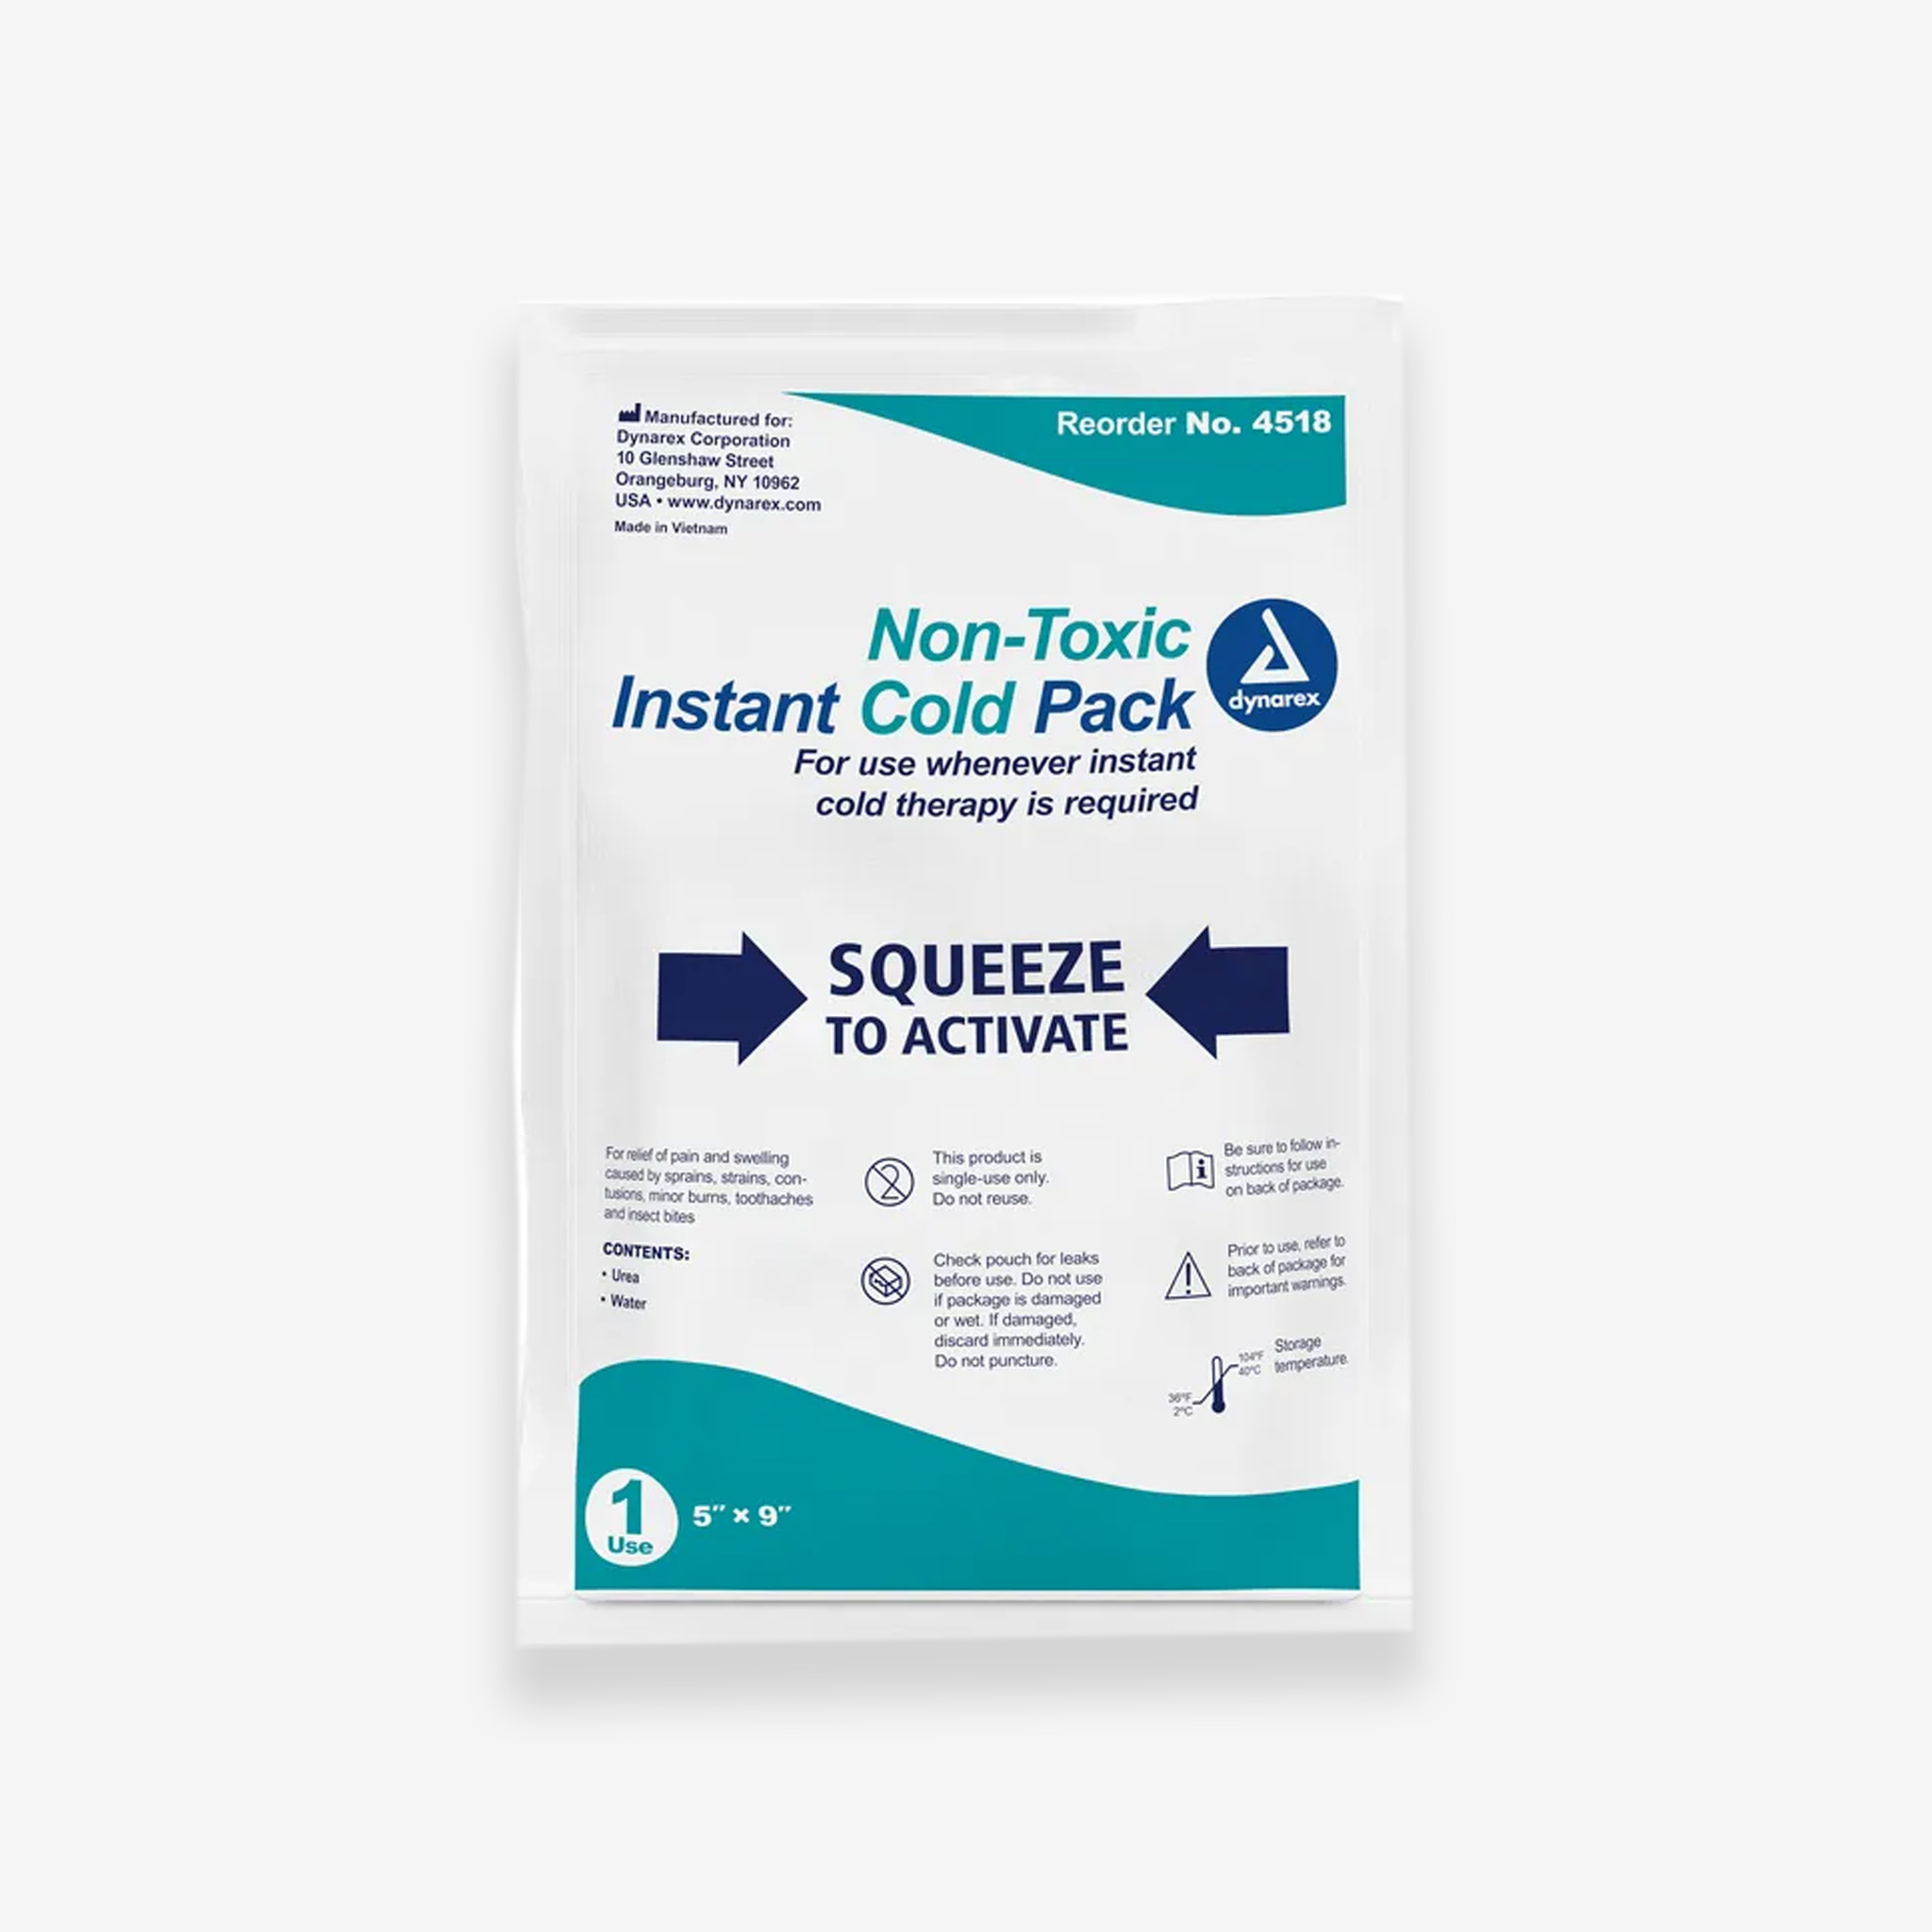 Manufactured for:
Dynarex Corporation
10 Glenshaw Street
Orangeburg, NY 10962
USA • www.dynarex.com
Made in Vietnam
Reorder No. 4518
Non-Toxic
Instant Cold Pack
dynarex
For use whenever instant
cold therapy is required
SQUEEZE
TO ACTIVATE
For relief of pain and swelling
caused by sprains, strains, con-
tusions, minor burns, toothaches
and insect bites
CONTENTS:
• Urea
• Water
2
This product is
single-use only.
Do not reuse.
Check pouch for leaks
before use. Do not use
if package is damaged
or wet. If damaged,
discard immediately.
Do not puncture.
i
Be sure to follow in-
structions for use
on back of package.
!
Prior to use, refer to
back of package for
important warnings.
104°F
40°C
36°F
2°C
Storage
temperature.
1
Use
5" × 9"